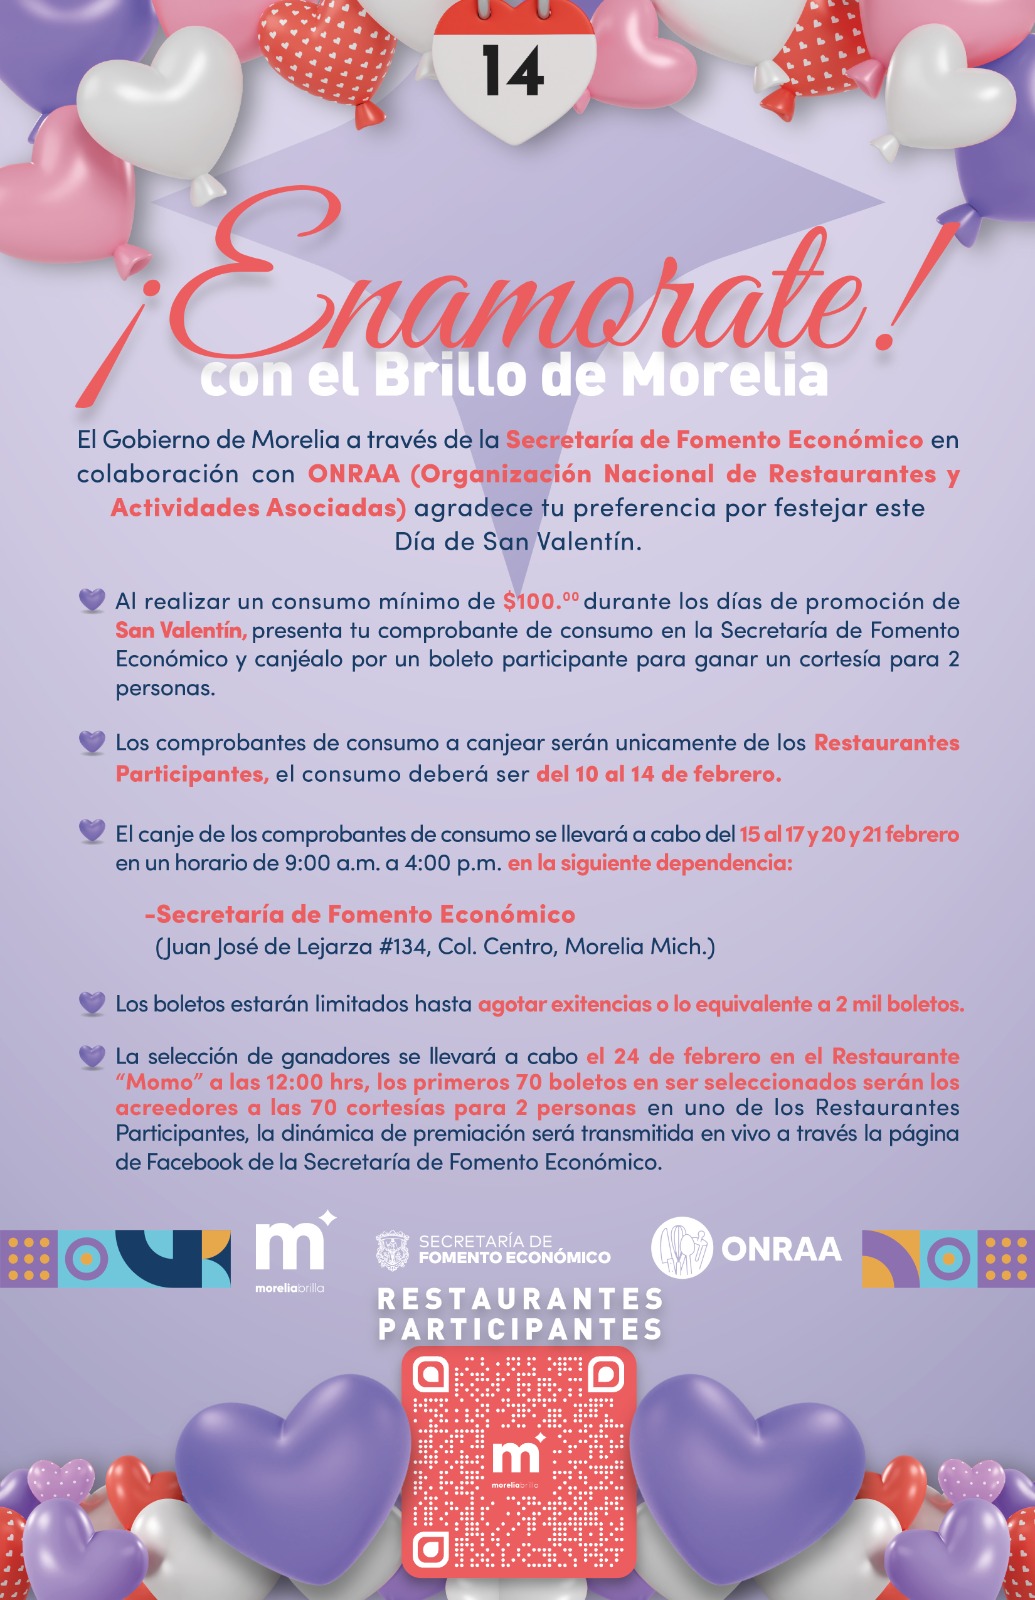 14
¡Enamorate!
con el Brillo de Morelia
El Gobierno de Morelia a través de la Secretaría de Fomento Económico en
colaboración con ONRAA (Organización Nacional de Restaurantes y
Actividades Asociadas) agradece tu preferencia por festejar este
Día de San Valentín.
Al realizar un consumo mínimo de $100.00 durante los días de promoción de
San Valentín, presenta tu comprobante de consumo en la Secretaría de Fomento
Económico y canjéalo por un boleto participante para ganar un cortesía para 2
personas.
Los comprobantes de consumo a canjear serán unicamente de los Restaurantes
Participantes, el consumo deberá ser del 10 al 14 de febrero.
El canje de los comprobantes de consumo se llevará a cabo del 15 al 17 y 20 y 21 febrero
en un horario de 9:00 a.m. a 4:00 p.m. en la siguiente dependencia:
-Secretaría de Fomento Económico
(Juan José de Lejarza #134, Col. Centro, Morelia Mich.)
Los boletos estarán limitados hasta agotar exitencias o lo equivalente a 2 mil boletos.
La selección de ganadores se llevará a cabo el 24 de febrero en el Restaurante
“Momo” a las 12:00 hrs, los primeros 70 boletos en ser seleccionados serán los
acreedores a las 70 cortesías para 2 personas en uno de los Restaurantes
Participantes, la dinámica de premiación será transmitida en vivo a través la página
de Facebook de la Secretaría de Fomento Económico.
m
moreliabrilla
SECRETARÍA DE
FOMENTO ECONÓMICO
ONRAA
RESTAURANTES
PARTICIPANTES
m
moreliabrilla